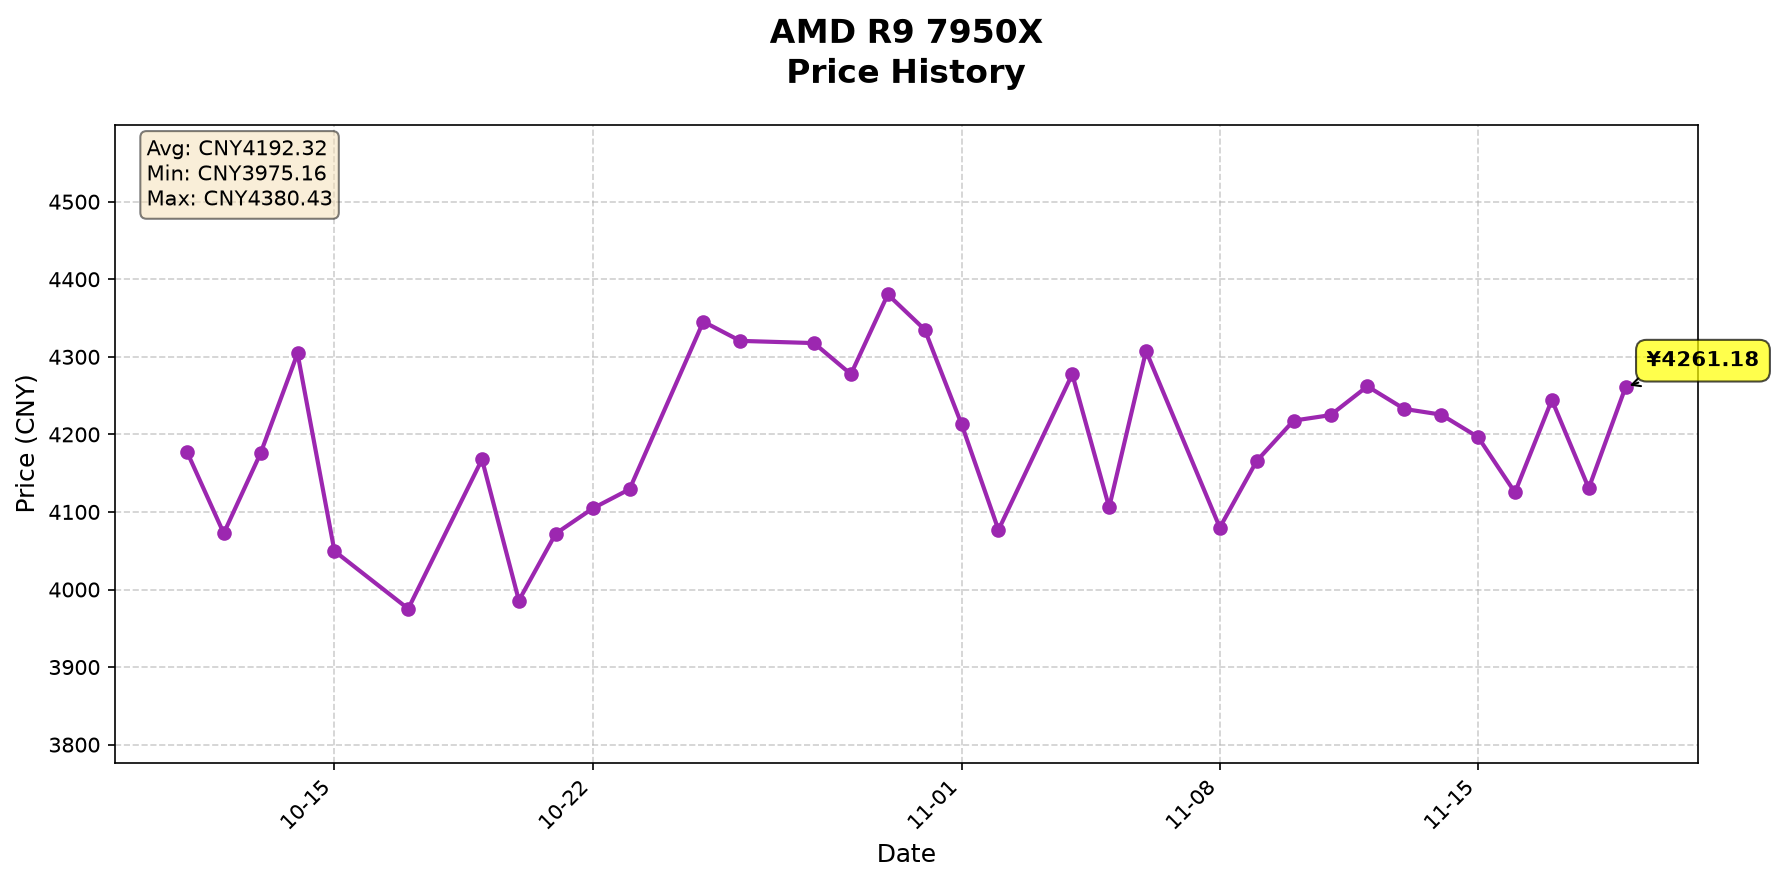 AMD R9 7950X
Price History
Avg: CNY4192.32
Min: CNY3975.16
Max: CNY4380.43
¥4261.18
Price (CNY)
4500
4400
4300
4200
4100
4000
3900
3800
10-15
10-22
11-01
11-08
11-15
Date